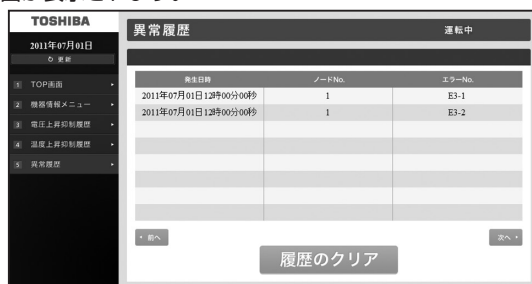 TOSHIBA
2011年07月01日
更新
1 TOP画面
2 機器情報メニュー
3 電圧上昇抑制履歴
4 温度上昇抑制履歴
5 異常履歴
異常履歴
運転中
発生日時 ノードNo. エラーNo.
2011年07月01日12時00分00秒 1 E3-1
2011年07月01日12時00分00秒 1 E3-2
前へ
次へ
履歴のクリア